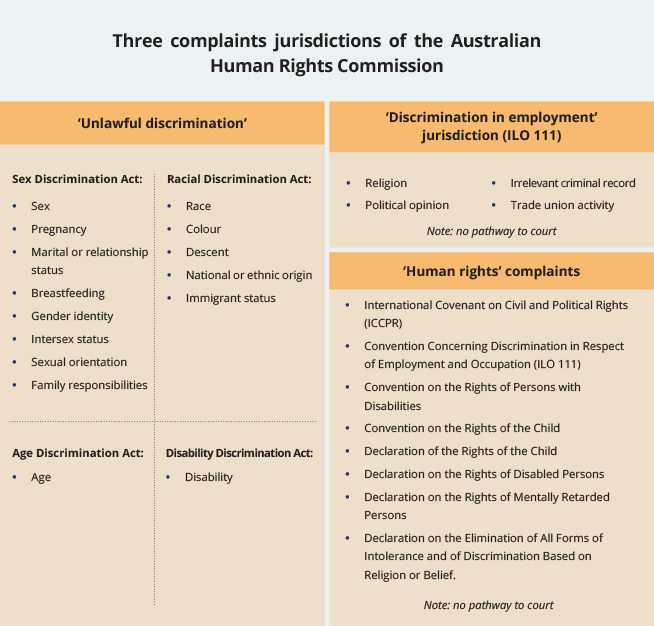 Three complaints jurisdictions of the Australian
Human Rights Commission
‘Unlawful discrimination’
Sex Discrimination Act:
• Sex
• Pregnancy
• Marital or relationship
status
• Breastfeeding
• Gender identity
• Intersex status
• Sexual orientation
• Family responsibilities
Racial Discrimination Act:
• Race
• Colour
• Descent
• National or ethnic origin
• Immigrant status
Age Discrimination Act:
• Age
Disability Discrimination Act:
• Disability
‘Discrimination in employment’
jurisdiction (ILO 111)
• Religion
• Political opinion
• Irrelevant criminal record
• Trade union activity
Note: no pathway to court
‘Human rights’ complaints
• International Covenant on Civil and Political Rights
(ICCPR)
• Convention Concerning Discrimination in Respect
of Employment and Occupation (ILO 111)
• Convention on the Rights of Persons with
Disabilities
• Convention on the Rights of the Child
• Declaration of the Rights of the Child
• Declaration on the Rights of Disabled Persons
• Declaration on the Rights of Mentally Retarded
Persons
• Declaration on the Elimination of All Forms of
Intolerance and of Discrimination Based on
Religion or Belief.
Note: no pathway to court